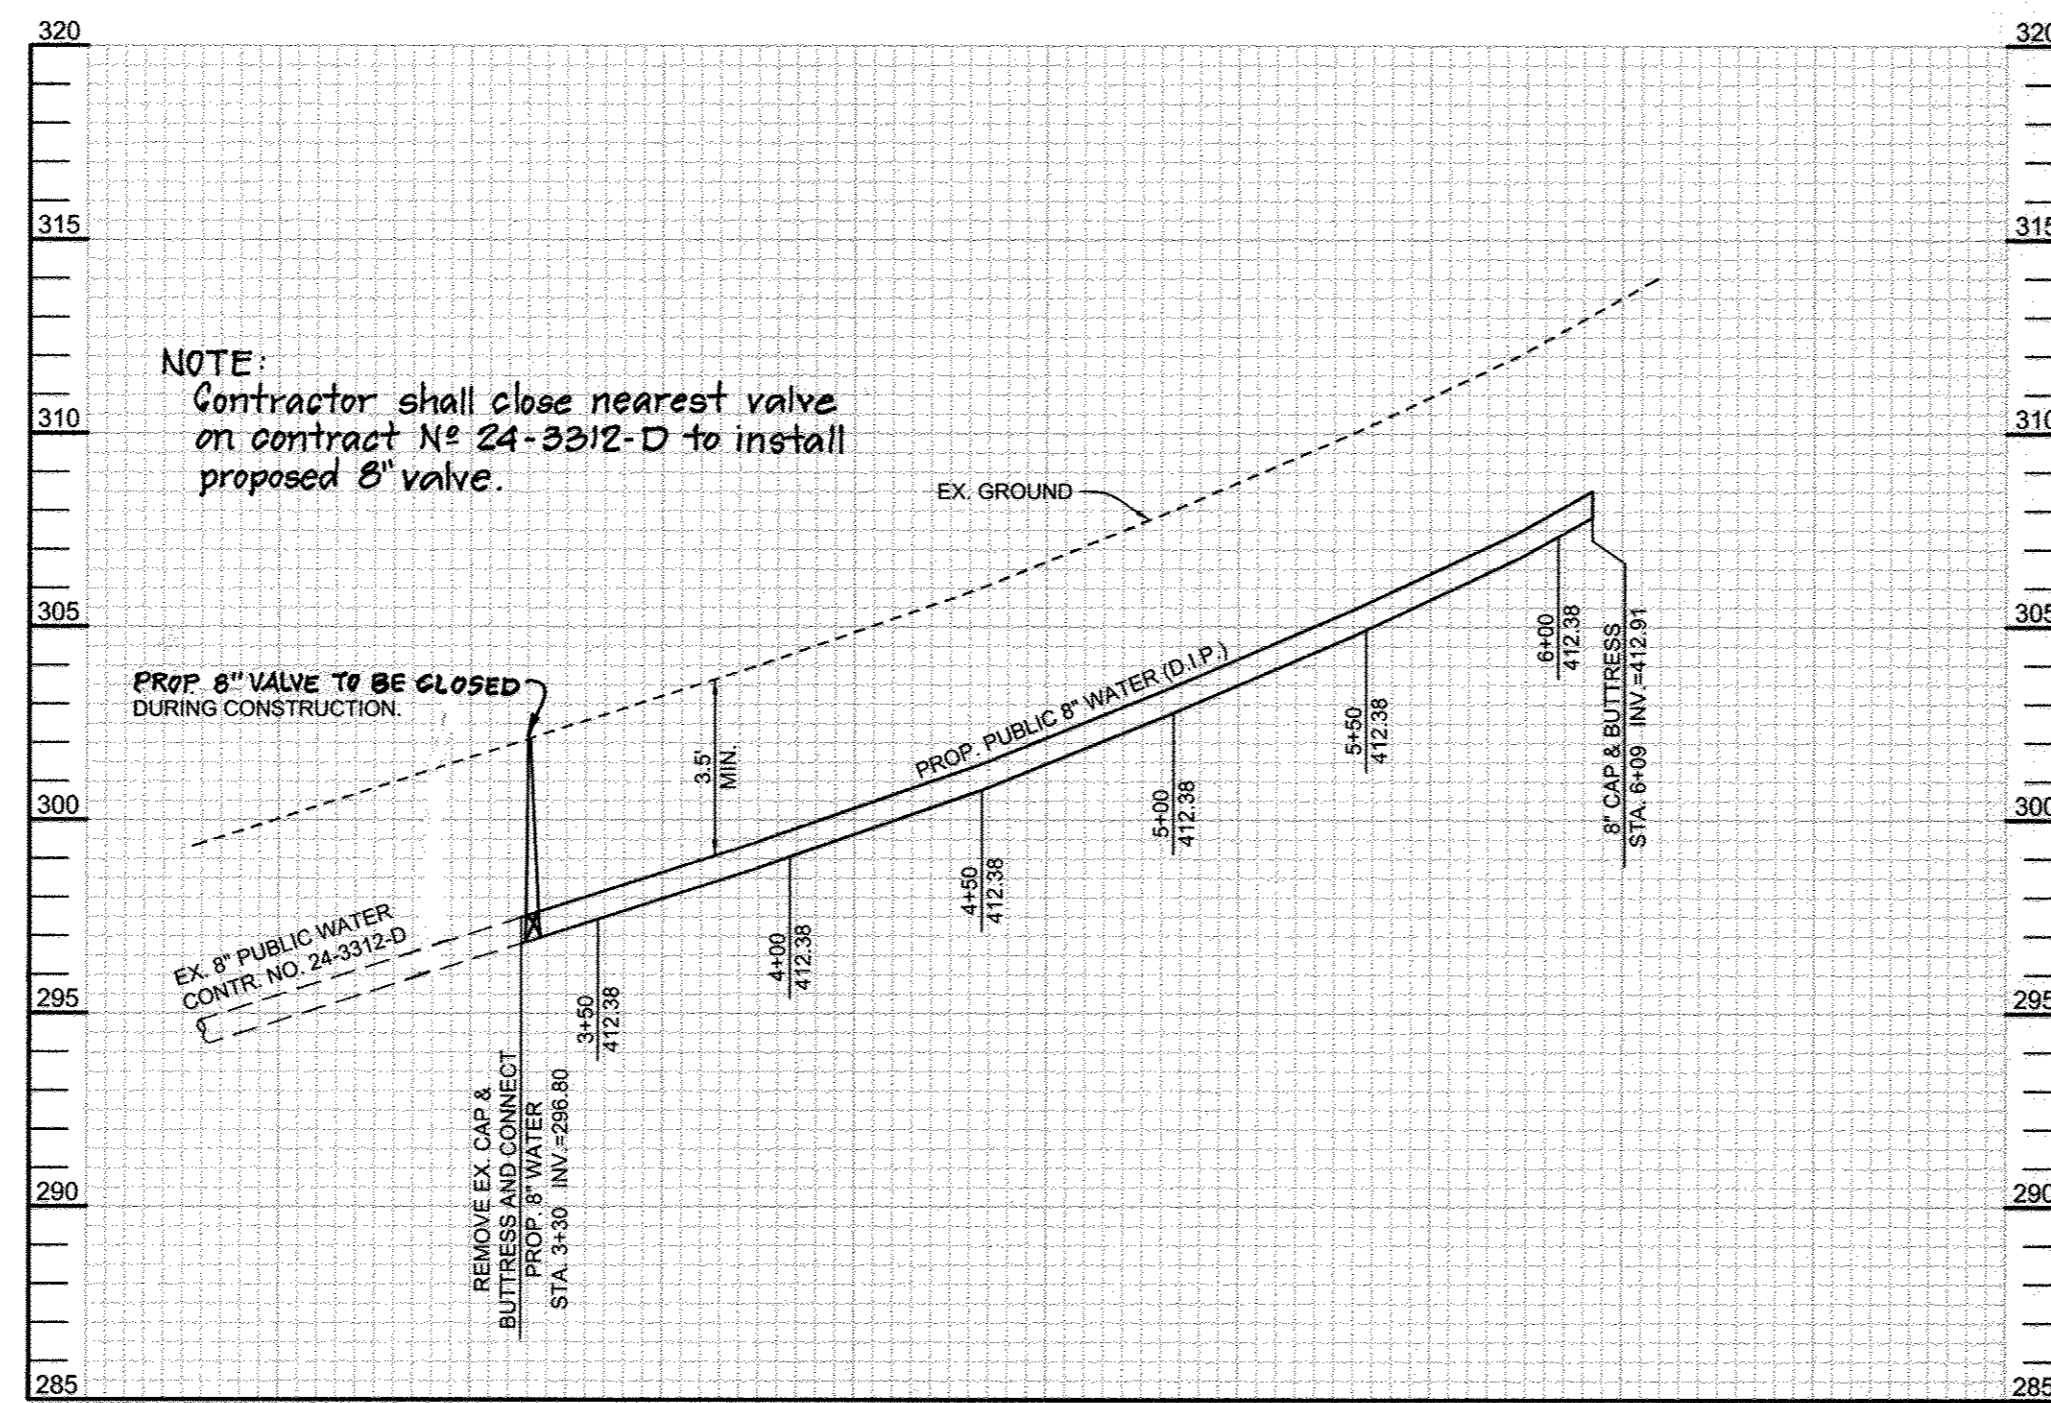 320
320
315
315
NOTE:
Contractor shall close nearest valve
on contract Nº 24-3312-D to install
proposed 8" valve.
310
310
EX. GROUND
305
305
PROP. 8" VALVE TO BE CLOSED
DURING CONSTRUCTION.
3.5'
MIN.
PROP. PUBLIC 8" WATER (D.I.P.)
300
300
EX. 8" PUBLIC WATER
CONTR. NO. 24-3312-D
295
295
REMOVE EX. CAP &
BUTTRESS AND CONNECT
PROP. 8" WATER
STA. 3+30 INV.=296.80
3+50
412.38
4+00
412.38
4+50
412.38
5+00
412.38
5+50
412.38
6+00
412.38
8" CAP & BUTTRESS
STA. 6+09 INV.=412.91
290
290
285
285